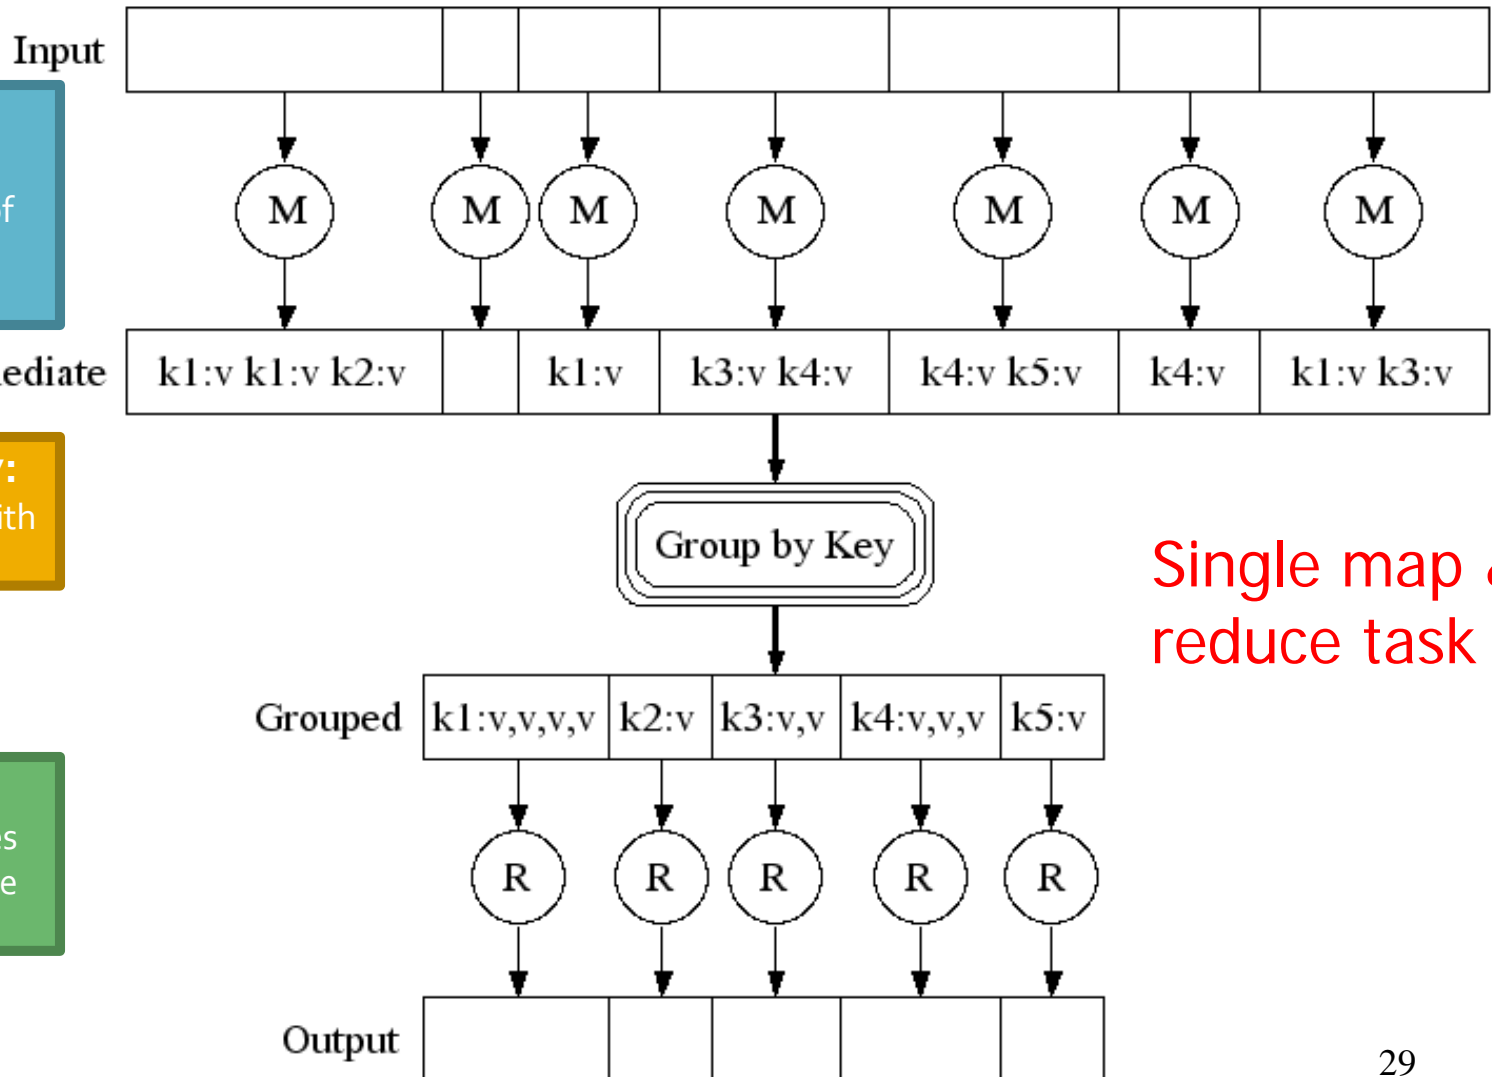 Input
M M M M M M M
k1:v k1:v k2:v k1:v k3:v k4:v k4:v k5:v k4:v k1:v k3:v
Group by Key
Single map
reduce task
Grouped k1:v,v,v,v k2:v k3:v,v k4:v,v,v k5:v
R R R R R
Output
29